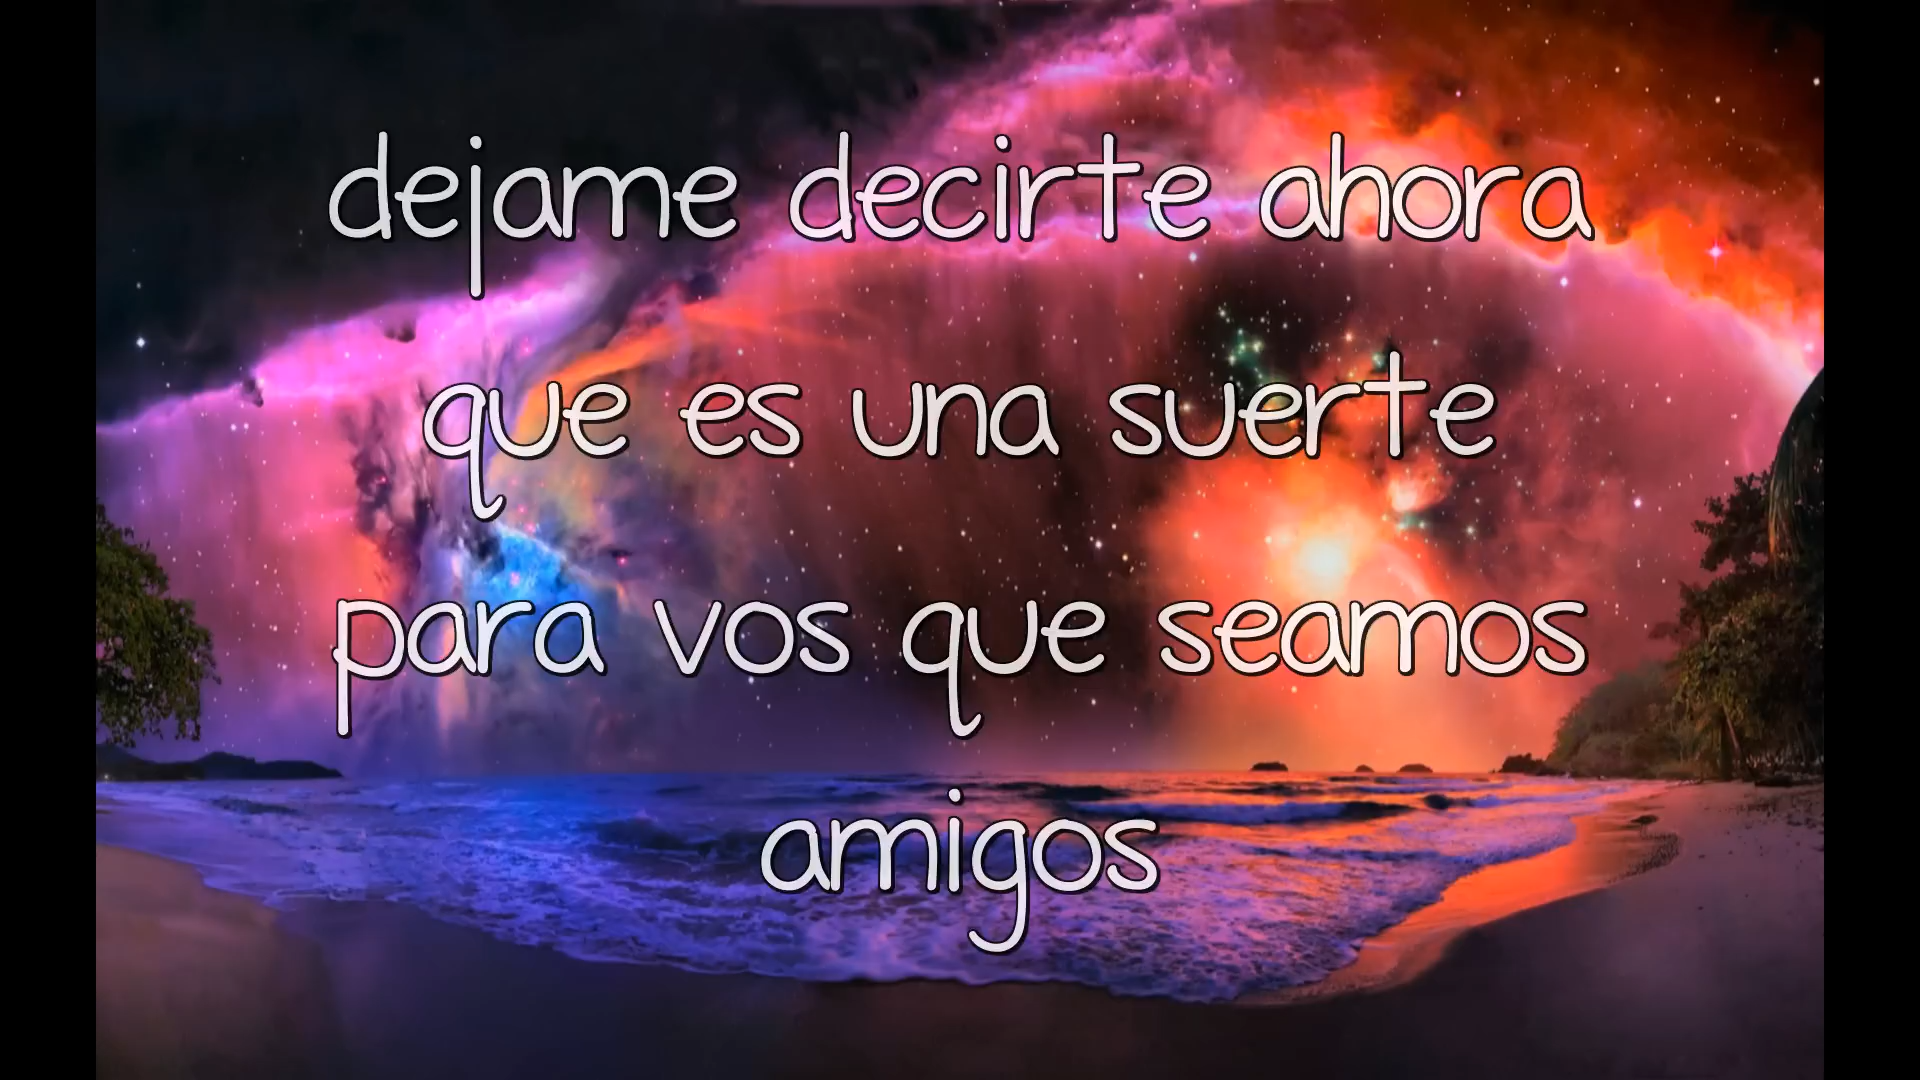 dejame decirte ahora
que es una suerte
para vos que seamos
amigos